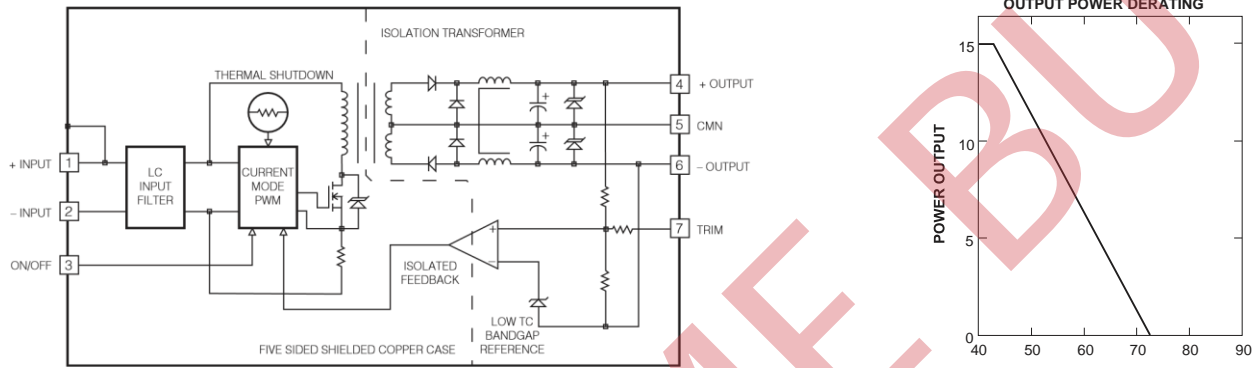 ISOLATION TRANSFORMER
THERMAL SHUTDOWN
+ INPUT
1
– INPUT
2
ON/OFF
3
LC
INPUT
FILTER
CURRENT
MODE
PWM
4
+ OUTPUT
5
CMN
6
– OUTPUT
7
TRIM
+
–
+
+
ISOLATED
FEEDBACK
LOW TC
BANDGAP
REFERENCE
FIVE SIDED SHIELDED COPPER CASE
OUTPUT POWER DERATING
POWER OUTPUT
15
10
5
0
40 50 60 70 80 90
ME BU